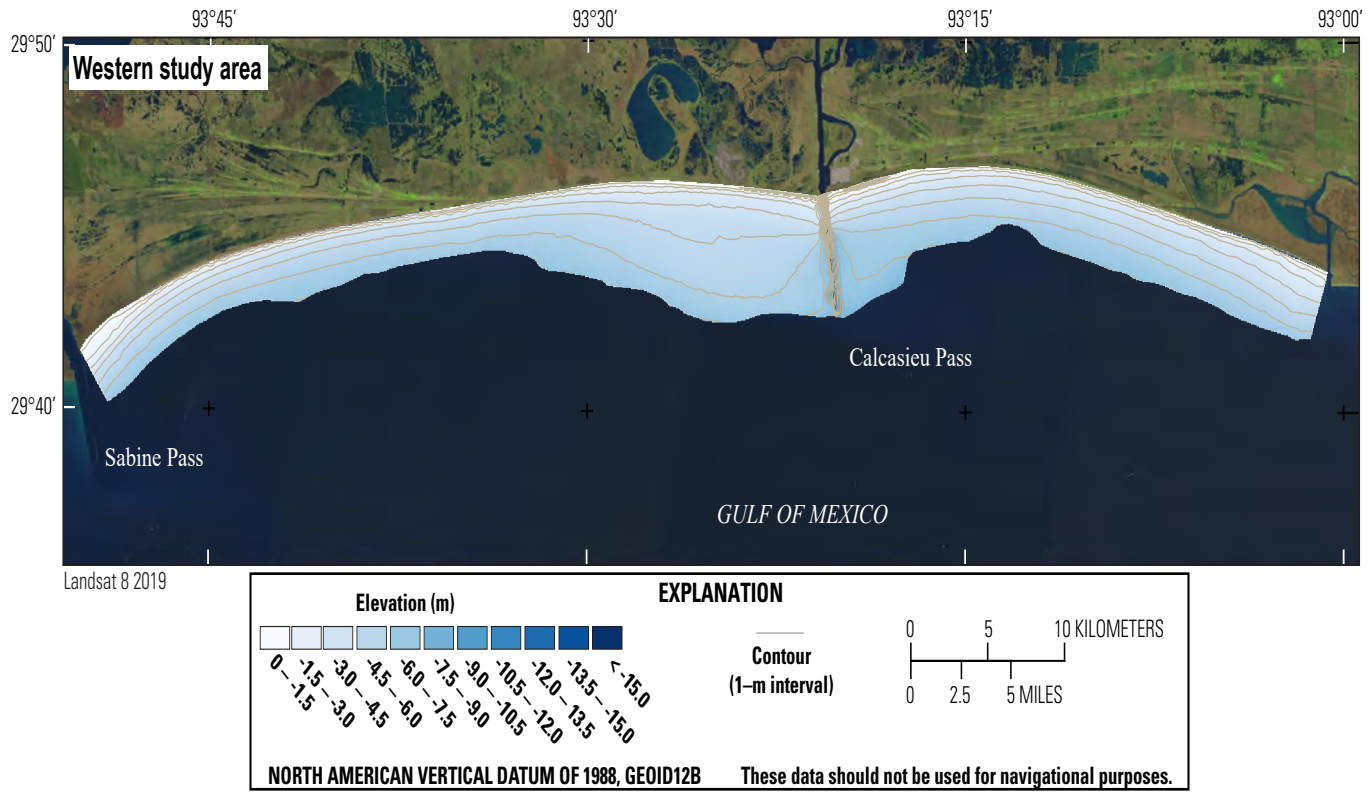 93°45′ 93°30′ 93°15′ 93°00′
29°50′
Western study area
Calcasieu Pass
29°40′
Sabine Pass
GULF OF MEXICO
Landsat 8 2019
EXPLANATION
Elevation (m)
0 – -1.5
-1.5 – -3.0
-3.0 – -4.5
-4.5 – -6.0
-6.0 – -7.5
-7.5 – -9.0
-9.0 – -10.5
-10.5 – -12.0
-12.0 – 13.5
-13.5 – -15.0
< -15.0
Contour
(1–m interval)
0 5 10 KILOMETERS
0 2.5 5 MILES
NORTH AMERICAN VERTICAL DATUM OF 1988, GEOID12B
These data should not be used for navigational purposes.